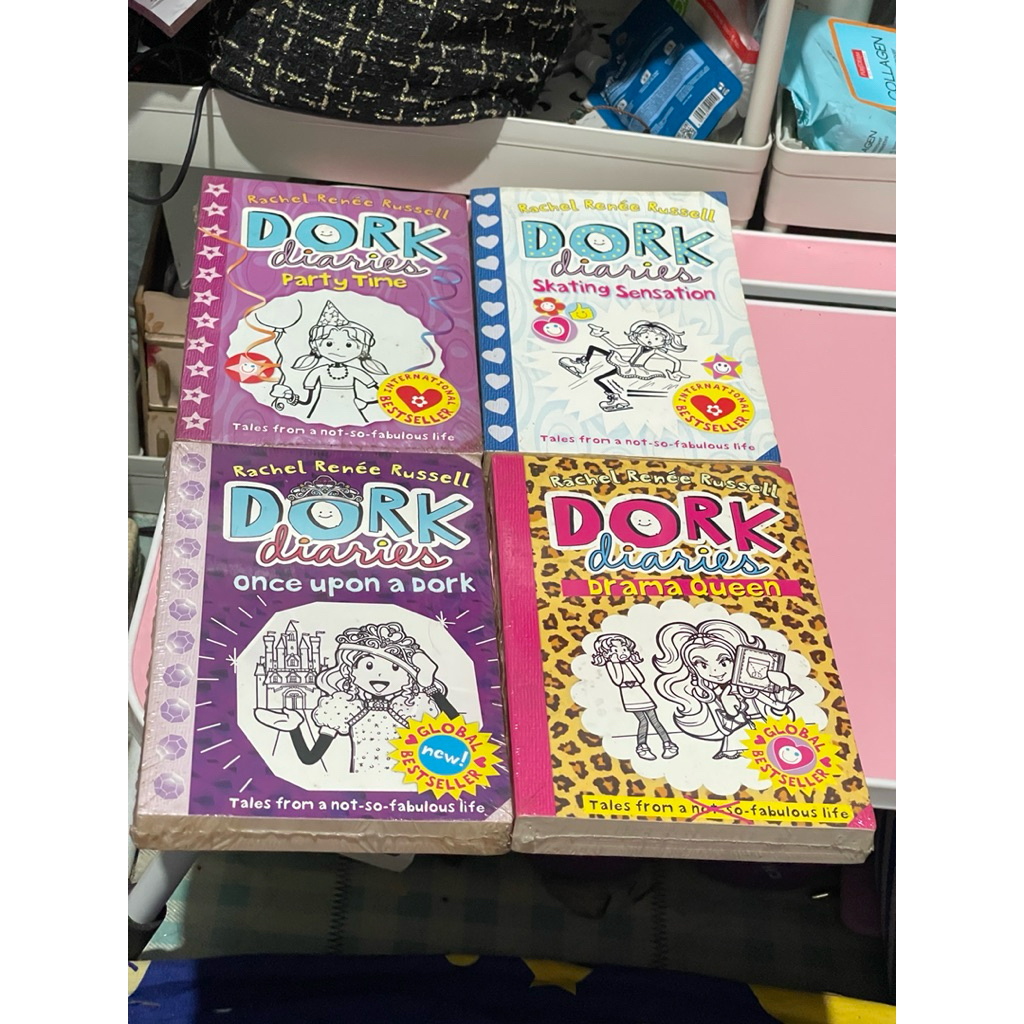 COLLAGEN
COLLAGEN
Rachel Renée Russell
DORK
diaries
Party Time
INTERNATIONAL
BESTSELLER
Tales from a not-so-fabulous life
Rachel Renée Russell
DORK
diaries
Skating Sensation
INTERNATIONAL
BESTSELLER
Tales from a not-so-fabulous life
Rachel Renée Russell
DORK
diaries
once upon a Dork
GLOBAL
new!
BESTSELLER
Tales from a not-so-fabulous life
Rachel Renée Russell
DORK
diaries
Drama Queen
GLOBAL
BESTSELLER
Tales from a not-so-fabulous life